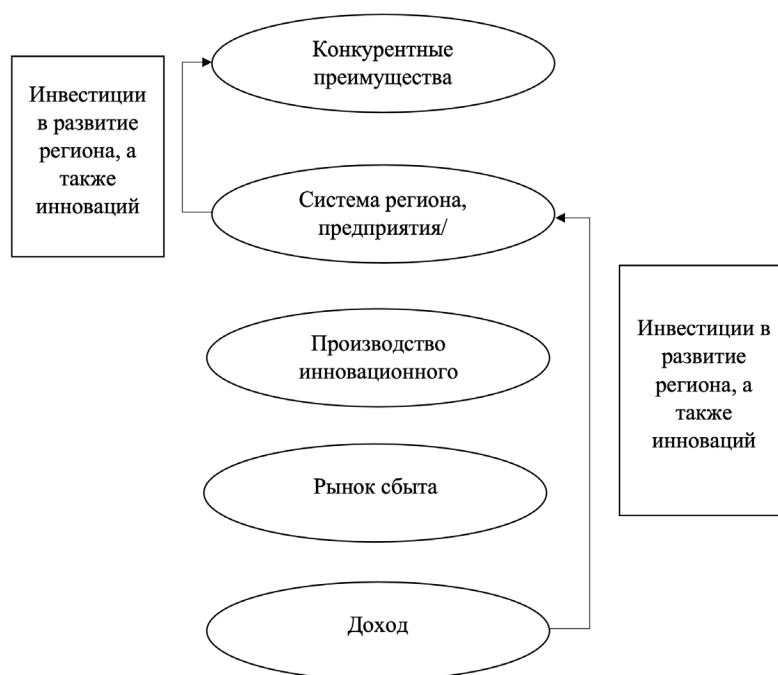 Конкурентные
преимущества
Инвестиции
в развитие
региона, а
также
инноваций
Система региона,
предприятия/
Производство
инновационного
Инвестиции в
развитие
региона, а
также
инноваций
Рынок сбыта
Доход